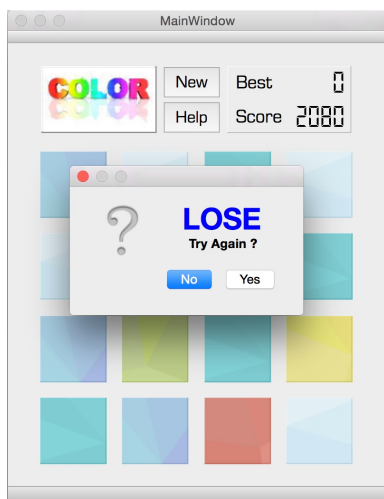 MainWindow
COLOR
New
Best 0
Help
Score 2080
?
LOSE
Try Again ?
No
Yes